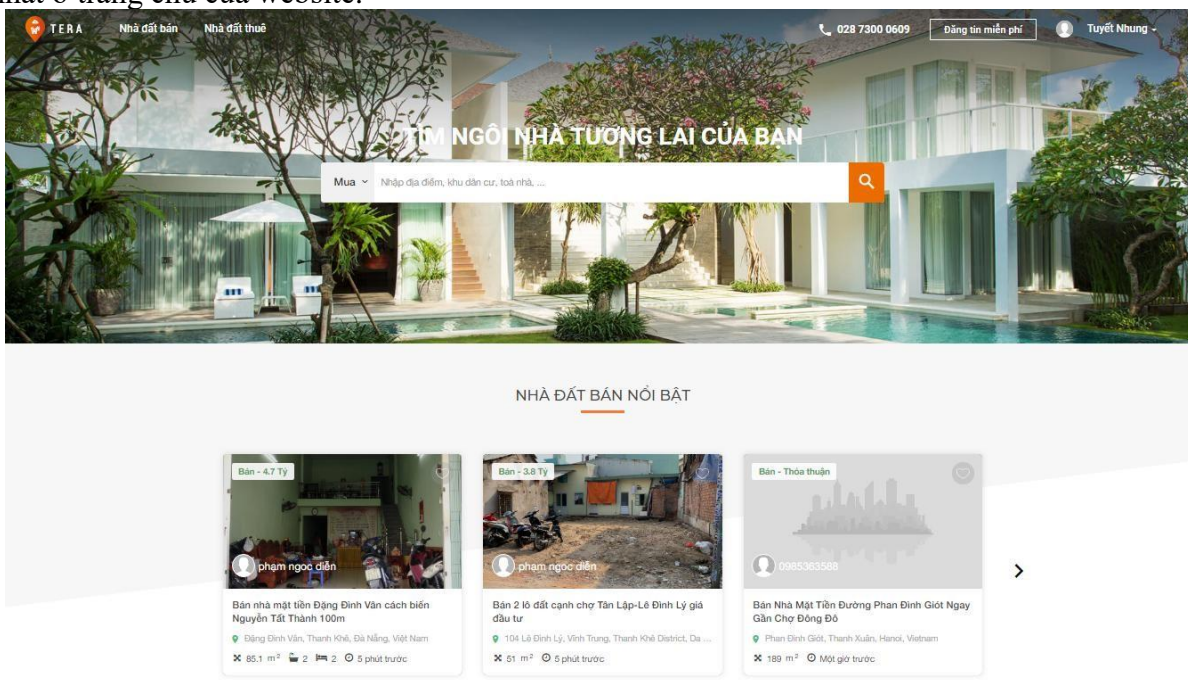 nhất ở trang chủ của website.
TERA Nhà đất bán Nhà đất thuê 028 7300 0609 Đăng tin miễn phí Tuyết Nhung
TÌM NGÔI NHÀ TƯƠNG LAI CỦA BẠN
Mua Nhập địa điểm, khu dân cư, toà nhà, ...
NHÀ ĐẤT BÁN NỔI BẬT
Bán - 4.7 Tỷ
phạm ngọc diễn
Bán nhà mặt tiền Đặng Đình Vân cách biển
Nguyễn Tất Thành 100m
Đặng Đình Vân, Thanh Khê, Đà Nẵng, Việt Nam
85.1 m² 2 2 5 phút trước
Bán - 3.8 Tỷ
phạm ngọc diễn
Bán 2 lô đất cạnh chợ Tân Lập-Lê Đình Lý giá
đầu tư
104 Lê Đình Lý, Vĩnh Trung, Thanh Khê District, Da ...
51 m² 5 phút trước
Bán - Thỏa thuận
0985363588
Bán Nhà Mặt Tiền Đường Phan Đình Giót Ngay
Gần Chợ Đông Đô
Phan Đình Giót, Thanh Xuân, Hanoi, Vietnam
189 m² Một giờ trước